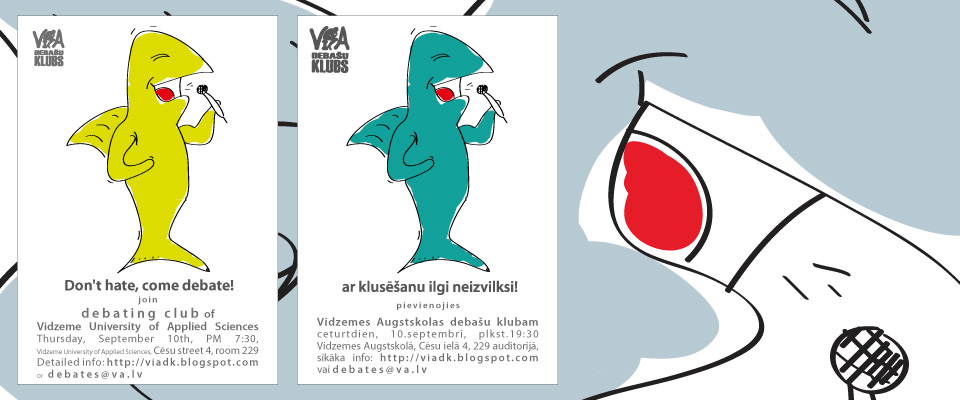 VIA
DEBAŠU
KLUBS
Don't hate, come debate!
join
debating club of
Vidzeme University of Applied Sciences
Thursday, September 10th, PM 7:30,
Vidzeme University of Applied Sciences, Cēsu street 4, room 229
Detailed info: http://viadk.blogspot.com
or debates@va.lv
VIA
DEBAŠU
KLUBS
ar klusēšanu ilgi neizvilksi!
pievienojies
Vidzemes Augstskolas debašu klubam
ceturtdien, 10.septembrī, plkst.19:30
Vidzemes Augstskolā, Cēsu ielā 4, 229 auditorijā,
sīkāka info: http://viadk.blogspot.com
vai debates@va.lv